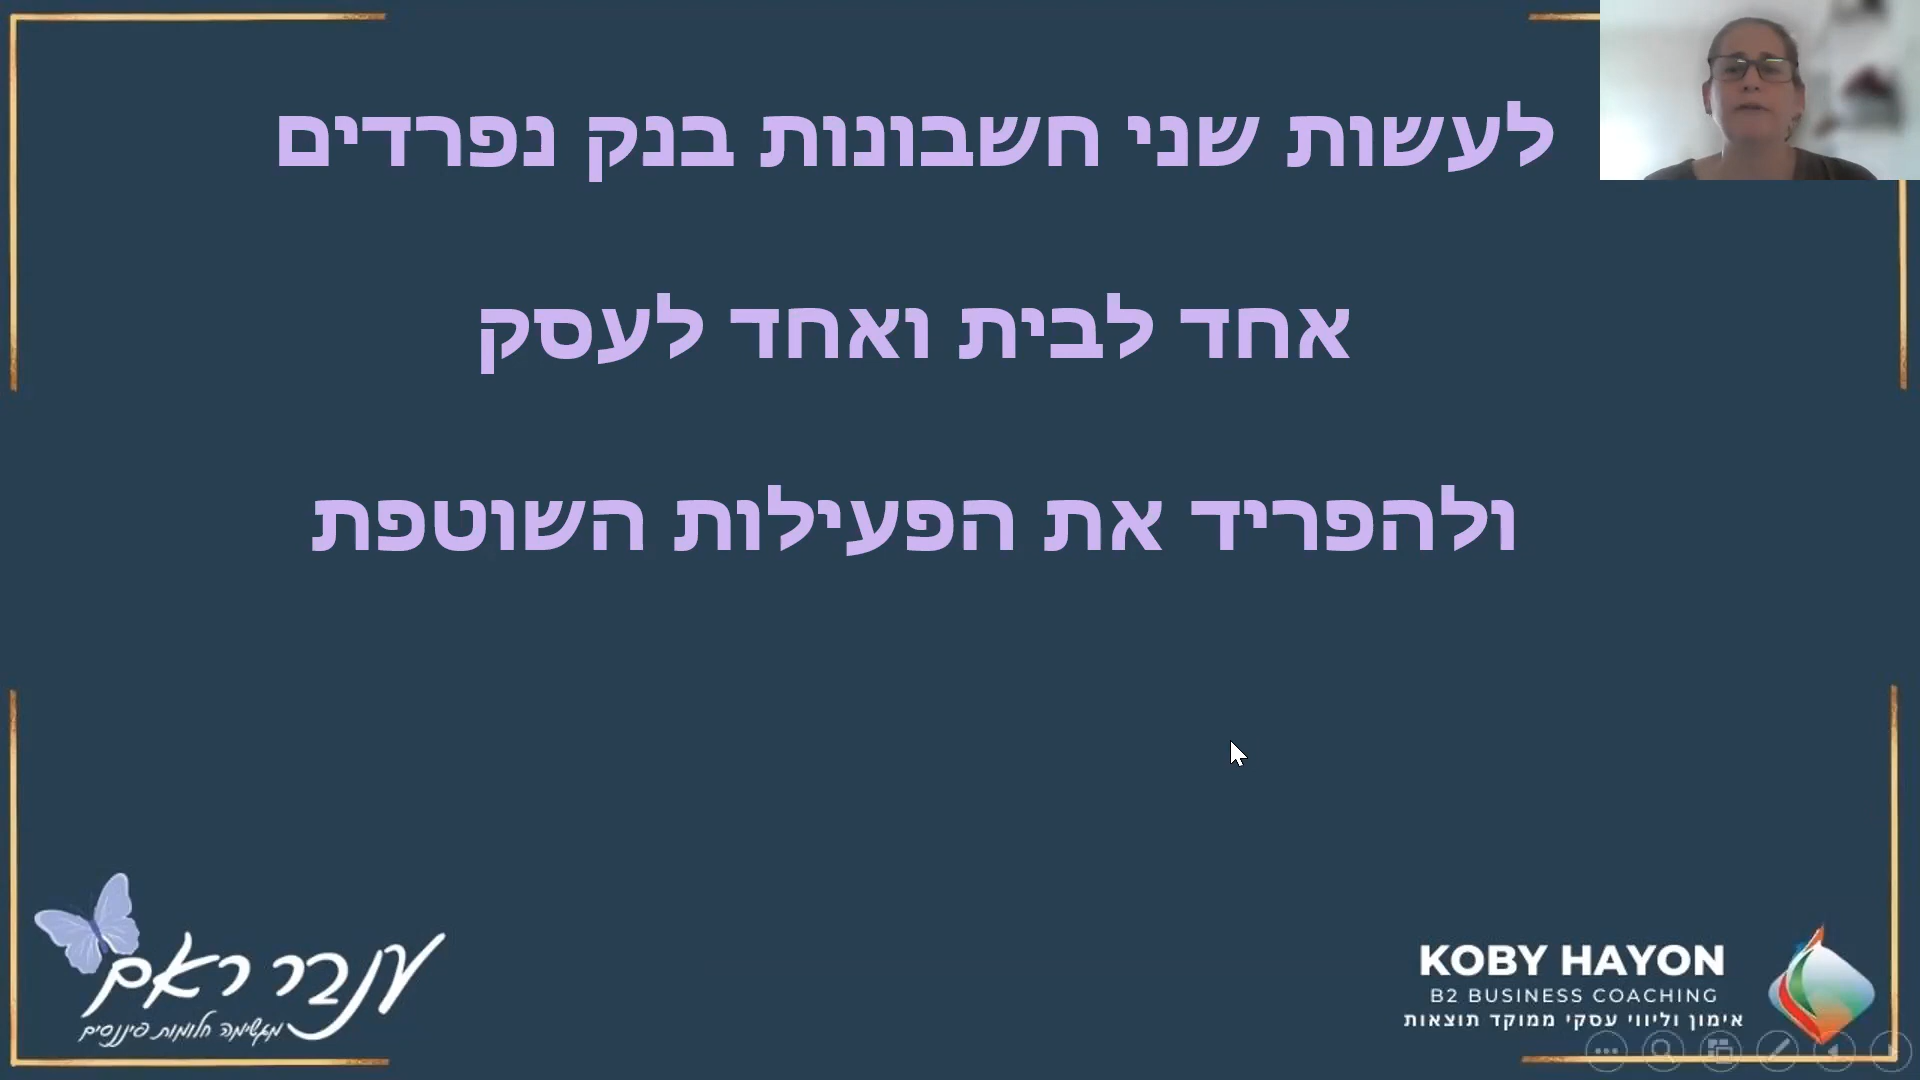 לעשות שני חשבונות בנק נפרדים
אחד לבית ואחד לעסק
ולהפריד את הפעילות השוטפת
ענבר ראם
מגשימה חלומות פיננסים
KOBY HAYON
B2 BUSINESS COACHING
אימון וליווי עסקי ממוקד תוצאות